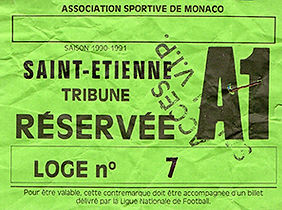 ASSOCIATION SPORTIVE DE MONACO
SAISON 1990-1991
SAINT-ETIENNE
TRIBUNE
RÉSERVÉE
A1
ACCES V.I.P.
LOGE nº 7
Pour être valable, cette contremarque doit être accompagnée d'un billet
délivré par la Ligue Nationale de Football.